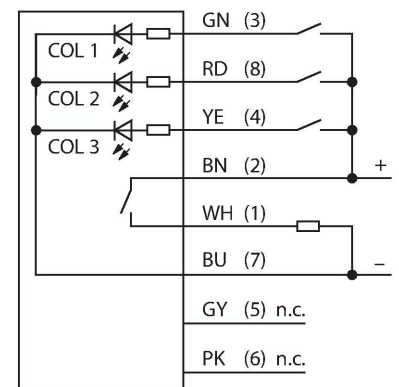 GN (3)
COL 1
RD (8)
COL 2
YE (4)
COL 3
BN (2)
+
WH (1)
BU (7)
–
GY (5) n.c.
PK (6) n.c.